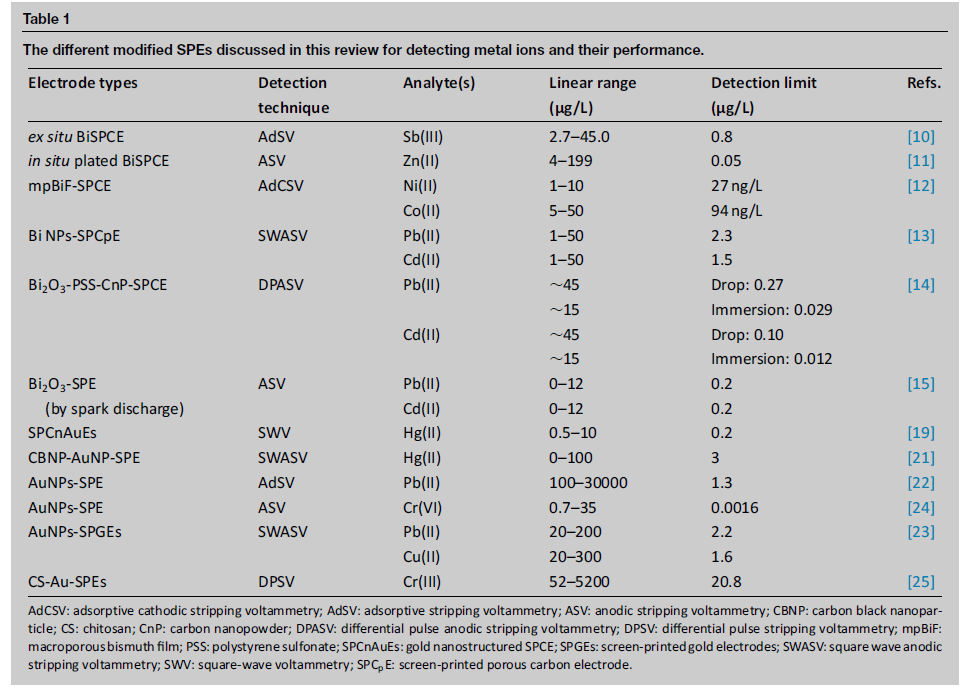 Table 1
The different modified SPEs discussed in this review for detecting metal ions and their performance.
Electrode types Detection technique Analyte(s) Linear range (µg/L) Detection limit (µg/L) Refs.
ex situ BiSPCE AdSV Sb(III) 2.7–45.0 0.8 [10]
in situ plated BiSPCE ASV Zn(II) 4–199 0.05 [11]
mpBiF-SPCE AdCSV Ni(II) 1–10 27 ng/L [12]
Co(II) 5–50 94 ng/L
Bi NPs-SPCpE SWASV Pb(II) 1–50 2.3 [13]
Cd(II) 1–50 1.5
Bi₂O₃-PSS-CnP-SPCE DPASV Pb(II) ~45 Drop: 0.27 [14]
~15 Immersion: 0.029
Cd(II) ~45 Drop: 0.10
~15 Immersion: 0.012
Bi₂O₃-SPE ASV Pb(II) 0–12 0.2 [15]
(by spark discharge) Cd(II) 0–12 0.2
SPCnAuEs SWV Hg(II) 0.5–10 0.2 [19]
CBNP-AuNP-SPE SWASV Hg(II) 0–100 3 [21]
AuNPs-SPE AdSV Pb(II) 100–30000 1.3 [22]
AuNPs-SPE ASV Cr(VI) 0.7–35 0.0016 [24]
AuNPs-SPGEs SWASV Pb(II) 20–200 2.2 [23]
Cu(II) 20–300 1.6
CS-Au-SPEs DPSV Cr(III) 52–5200 20.8 [25]
AdCSV: adsorptive cathodic stripping voltammetry; AdSV: adsorptive stripping voltammetry; ASV: anodic stripping voltammetry; CBNP: carbon black nanopar-
ticle; CS: chitosan; CnP: carbon nanopowder; DPASV: differential pulse anodic stripping voltammetry; DPSV: differential pulse stripping voltammetry; mpBiF:
macroporous bismuth film; PSS: polystyrene sulfonate; SPCnAuEs: gold nanostructured SPCE; SPGEs: screen-printed gold electrodes; SWASV: square wave anodic
stripping voltammetry; SWV: square-wave voltammetry; SPCₚE: screen-printed porous carbon electrode.